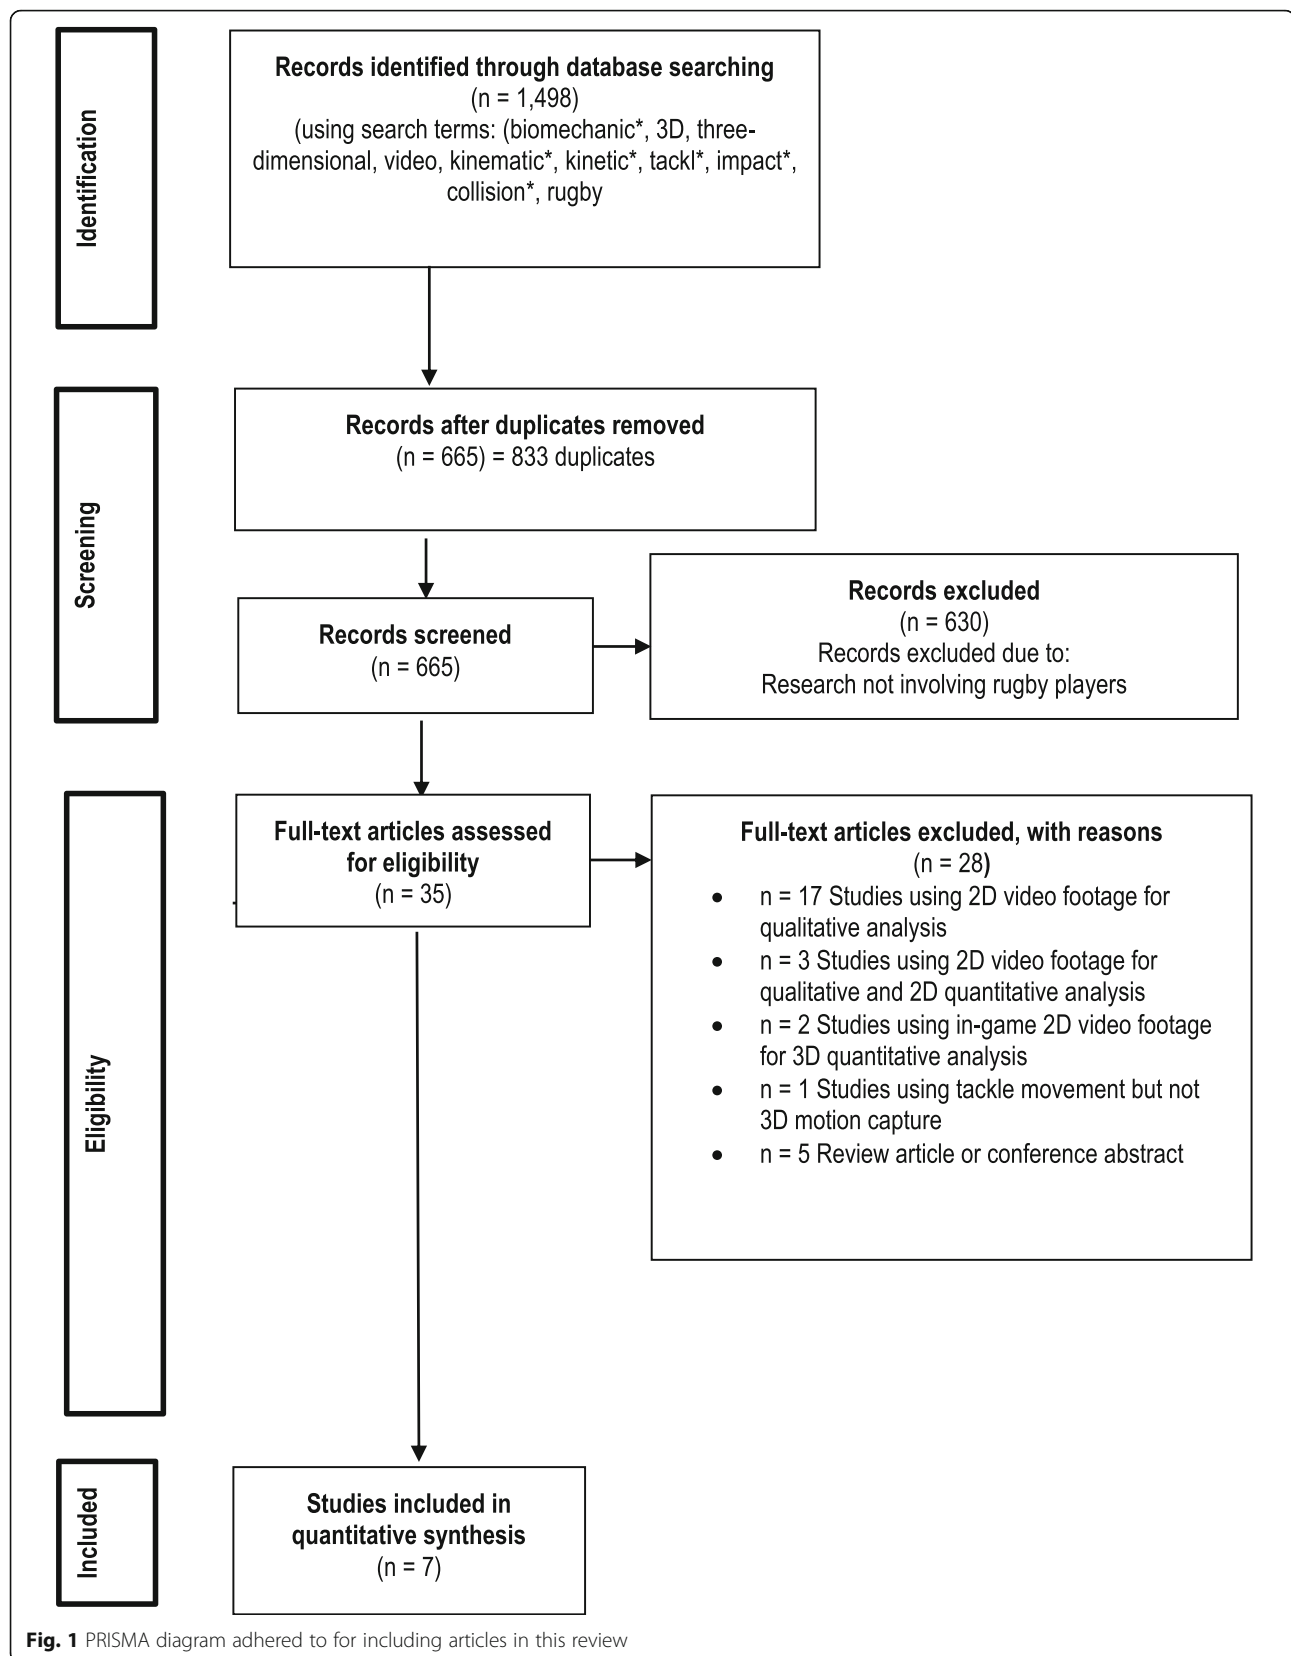 Identification
Records identified through database searching
(n = 1,498)
(using search terms: (biomechanic*, 3D, three-
dimensional, video, kinematic*, kinetic*, tackl*, impact*,
collision*, rugby
Screening
Records after duplicates removed
(n = 665) = 833 duplicates
Records screened
(n = 665)
Records excluded
(n = 630)
Records excluded due to:
Research not involving rugby players
Eligibility
Full-text articles assessed
for eligibility
(n = 35)
Full-text articles excluded, with reasons
(n = 28)
• n = 17 Studies using 2D video footage for
qualitative analysis
• n = 3 Studies using 2D video footage for
qualitative and 2D quantitative analysis
• n = 2 Studies using in-game 2D video footage
for 3D quantitative analysis
• n = 1 Studies using tackle movement but not
3D motion capture
• n = 5 Review article or conference abstract
Included
Studies included in
quantitative synthesis
(n = 7)
Fig. 1 PRISMA diagram adhered to for including articles in this review